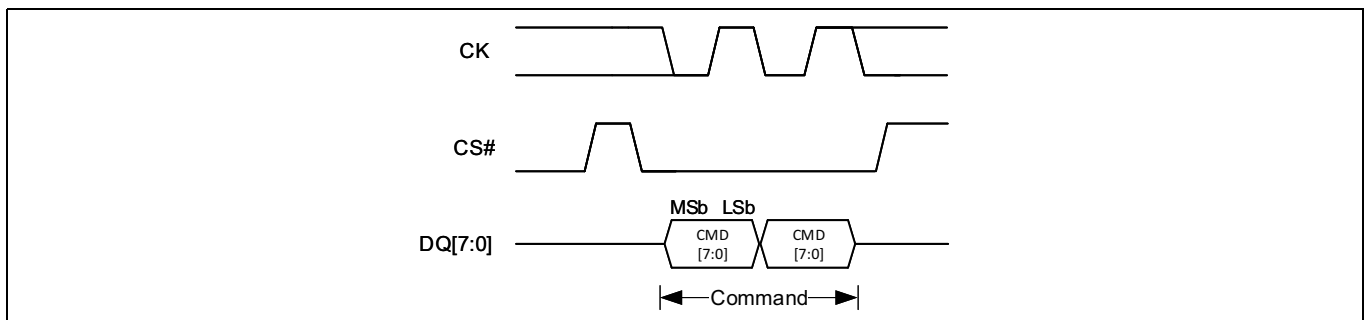 CK
CS#
MSb LSb
DQ[7:0]
CMD
[7:0]
CMD
[7:0]
Command